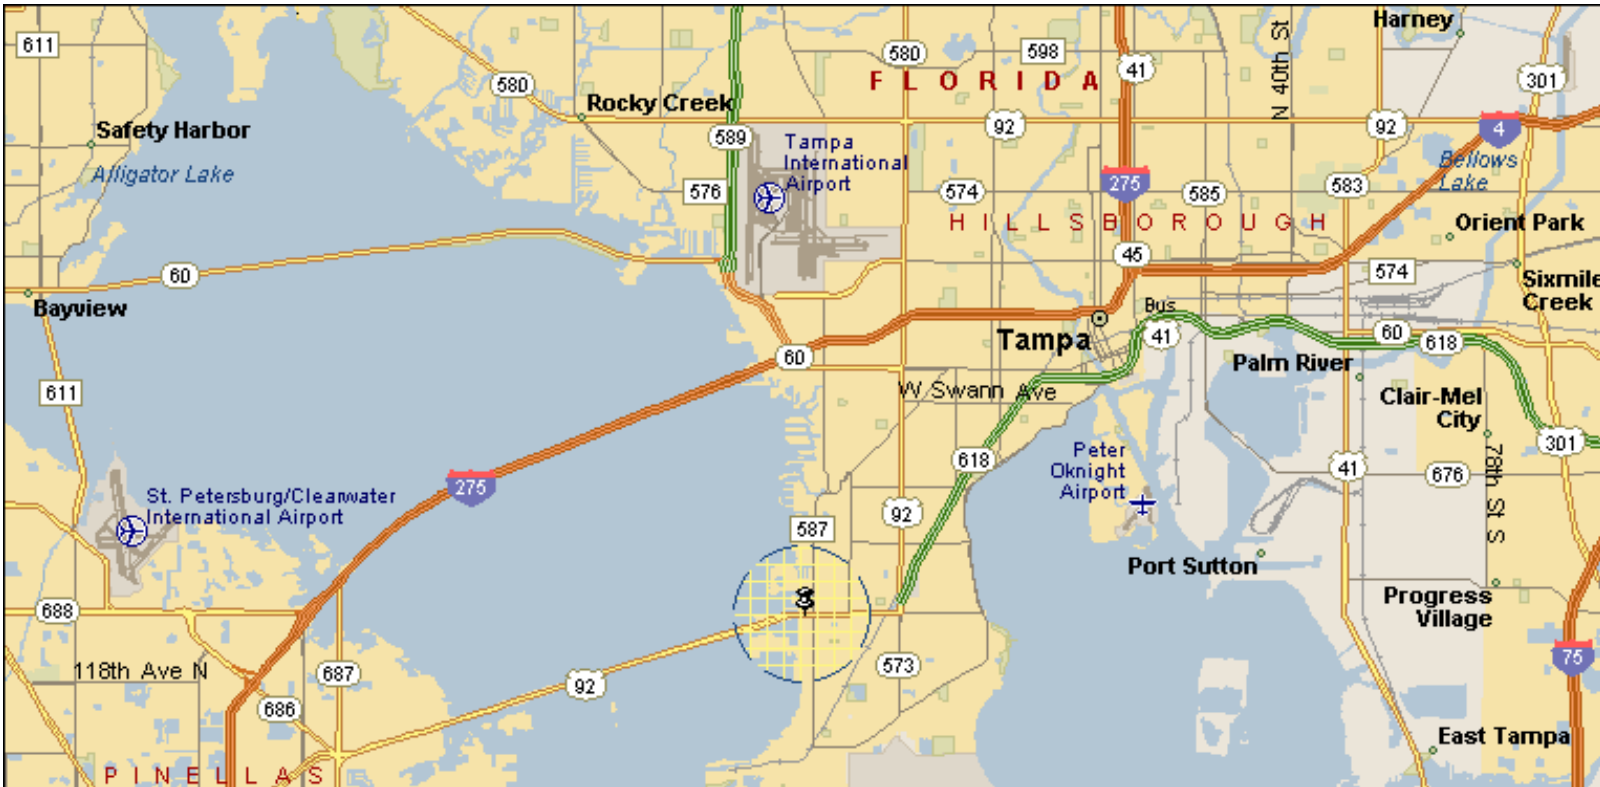 Harney
611
580
598
41
N 40th St
301
FLORIDA
580
Rocky Creek
589
92
92
4
Safety Harbor
Tampa
International
Airport
Bellows
Lake
Alligator Lake
576
574
275
585
583
HILLSBOROUGH
Orient Park
45
574
60
Sixmile
Creek
Bayview
Bus
41
60
618
Tampa
60
Palm River
611
W Swann Ave
Clair-Mel
City
301
Peter
Oknight
Airport
618
41
676
78th St S
275
St. Petersburg/Clearwater
International Airport
92
587
Port Sutton
688
Progress
Village
118th Ave N
687
573
75
92
686
East Tampa
PINELLAS